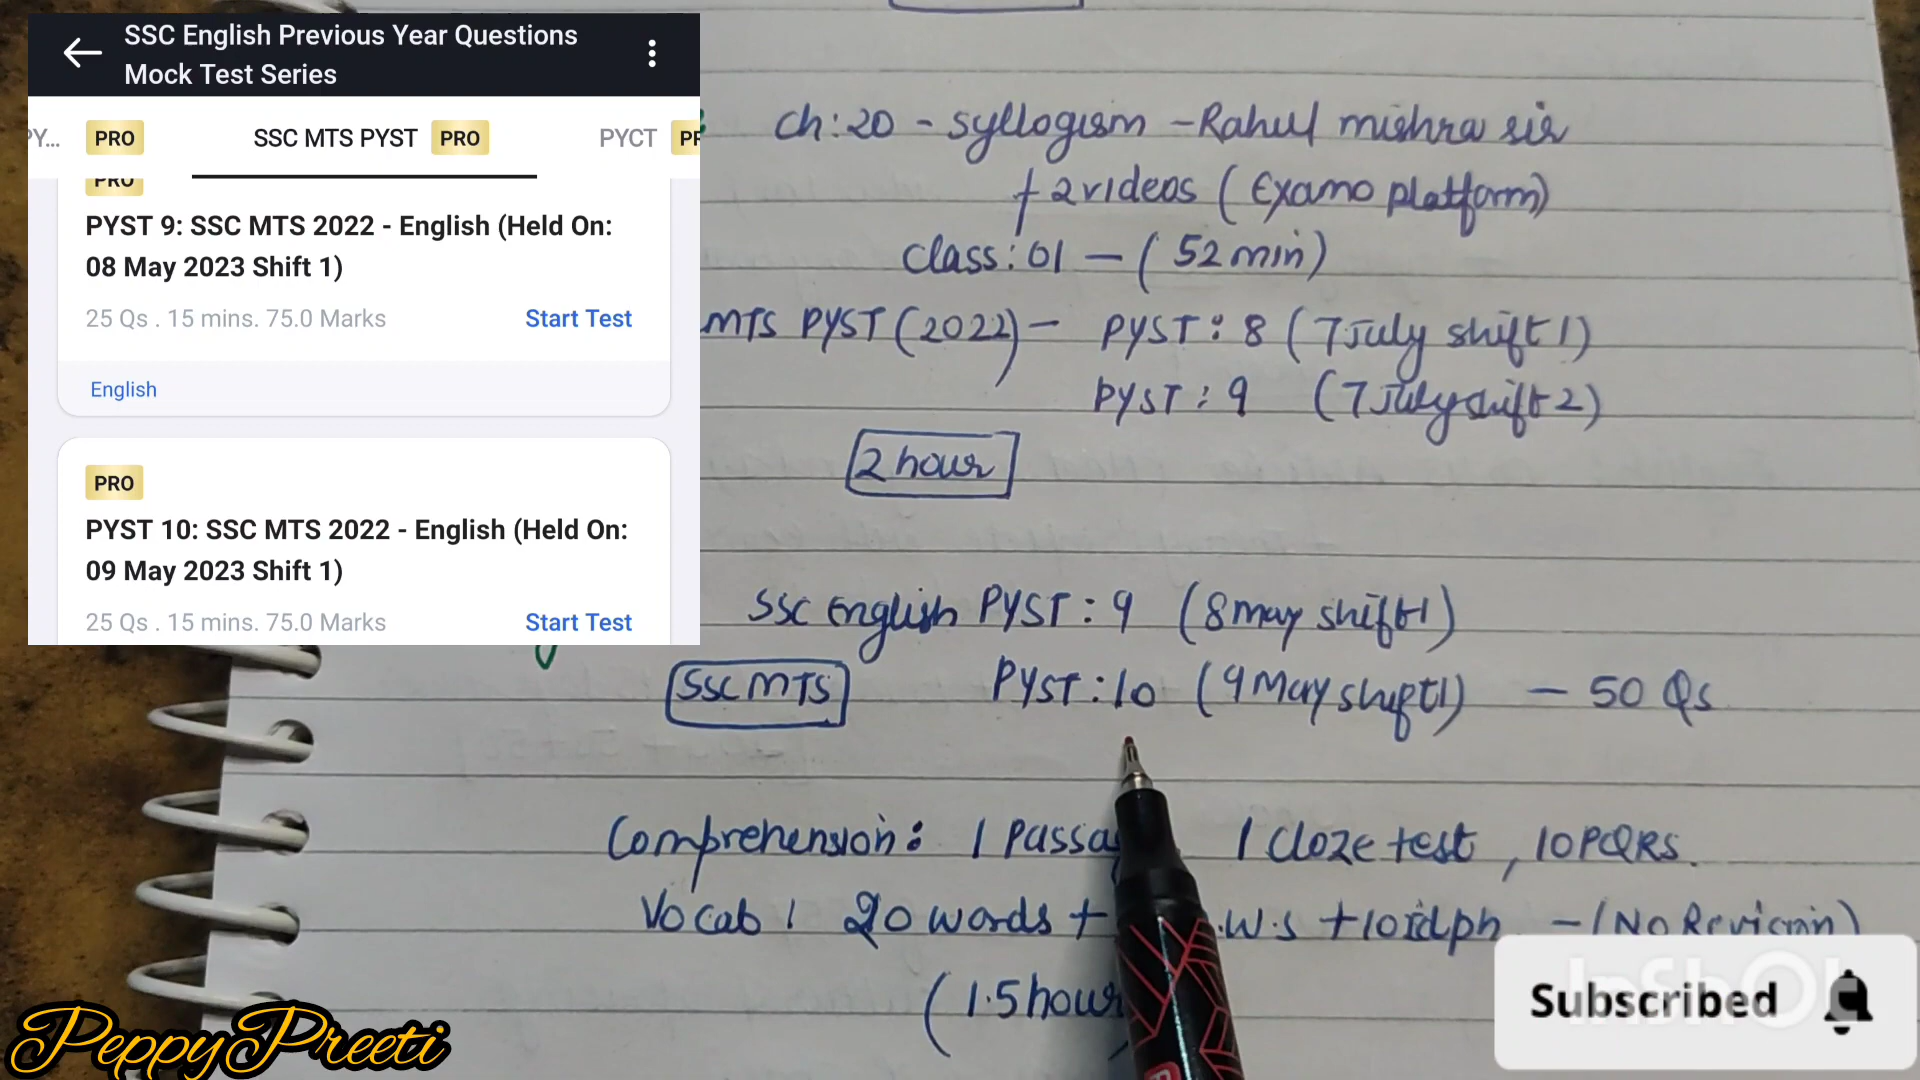 SSC English Previous Year Questions
Mock Test Series
PY... PRO SSC MTS PYST PRO PYCT
PRO
PYST 9: SSC MTS 2022 - English (Held On:
08 May 2023 Shift 1)
25 Qs . 15 mins. 75.0 Marks Start Test
English
PRO
PYST 10: SSC MTS 2022 - English (Held On:
09 May 2023 Shift 1)
25 Qs . 15 mins. 75.0 Marks Start Test
Ch:20 - syllogism - Rahul mishra sir
+ 2 videos (Examo platform)
class: 01 - (52 min)
MTS PYST (2022) - PYST: 8 (7 July shift 1)
PYST: 9 (7 July shift 2)
2 hour
SSC English PYST: 9 (8 may shift 1)
SSC MTS PYST: 10 (9 May shift 1) - 50 Qs
Comprehension: 1 Passa 1 Cloze test, 10 PQRS.
Vocab: 20 words + .W.S + 10 idph - (No Revision)
(1.5 hour
Subscribed
PeppyPreeti